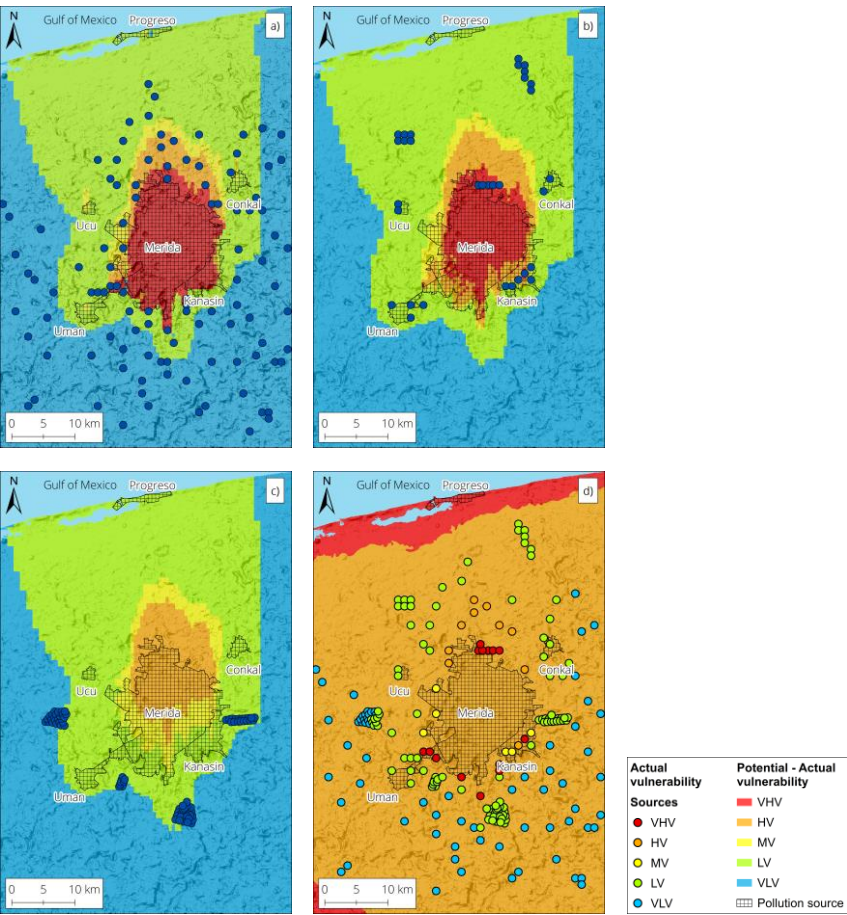 N Gulf of Mexico Progreso a)
Conkal
Ucu
Merida
Kanasin
Uman
0 5 10 km
N Gulf of Mexico Progreso b)
Conkal
Ucu
Merida
Kanasin
Uman
0 5 10 km
N Gulf of Mexico Progreso c)
Conkal
Ucu
Merida
Kanasin
Uman
0 5 10 km
N Gulf of Mexico Progreso d)
Conkal
Ucu
Merida
Kanasin
Uman
0 5 10 km
Actual
vulnerability
Sources
VHV
HV
MV
LV
VLV
Potential - Actual
vulnerability
VHV
HV
MV
LV
VLV
Pollution source